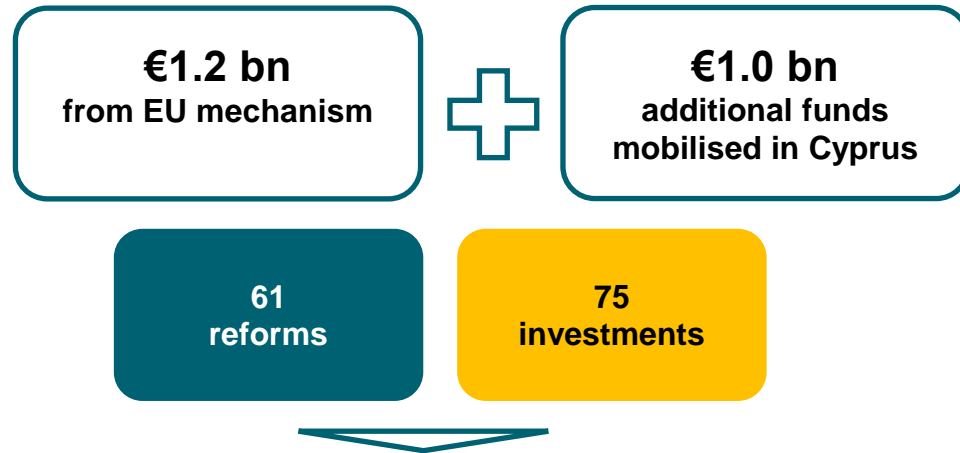 €1.2 bn
from EU mechanism
€1.0 bn
additional funds
mobilised in Cyprus
61
reforms
75
investments